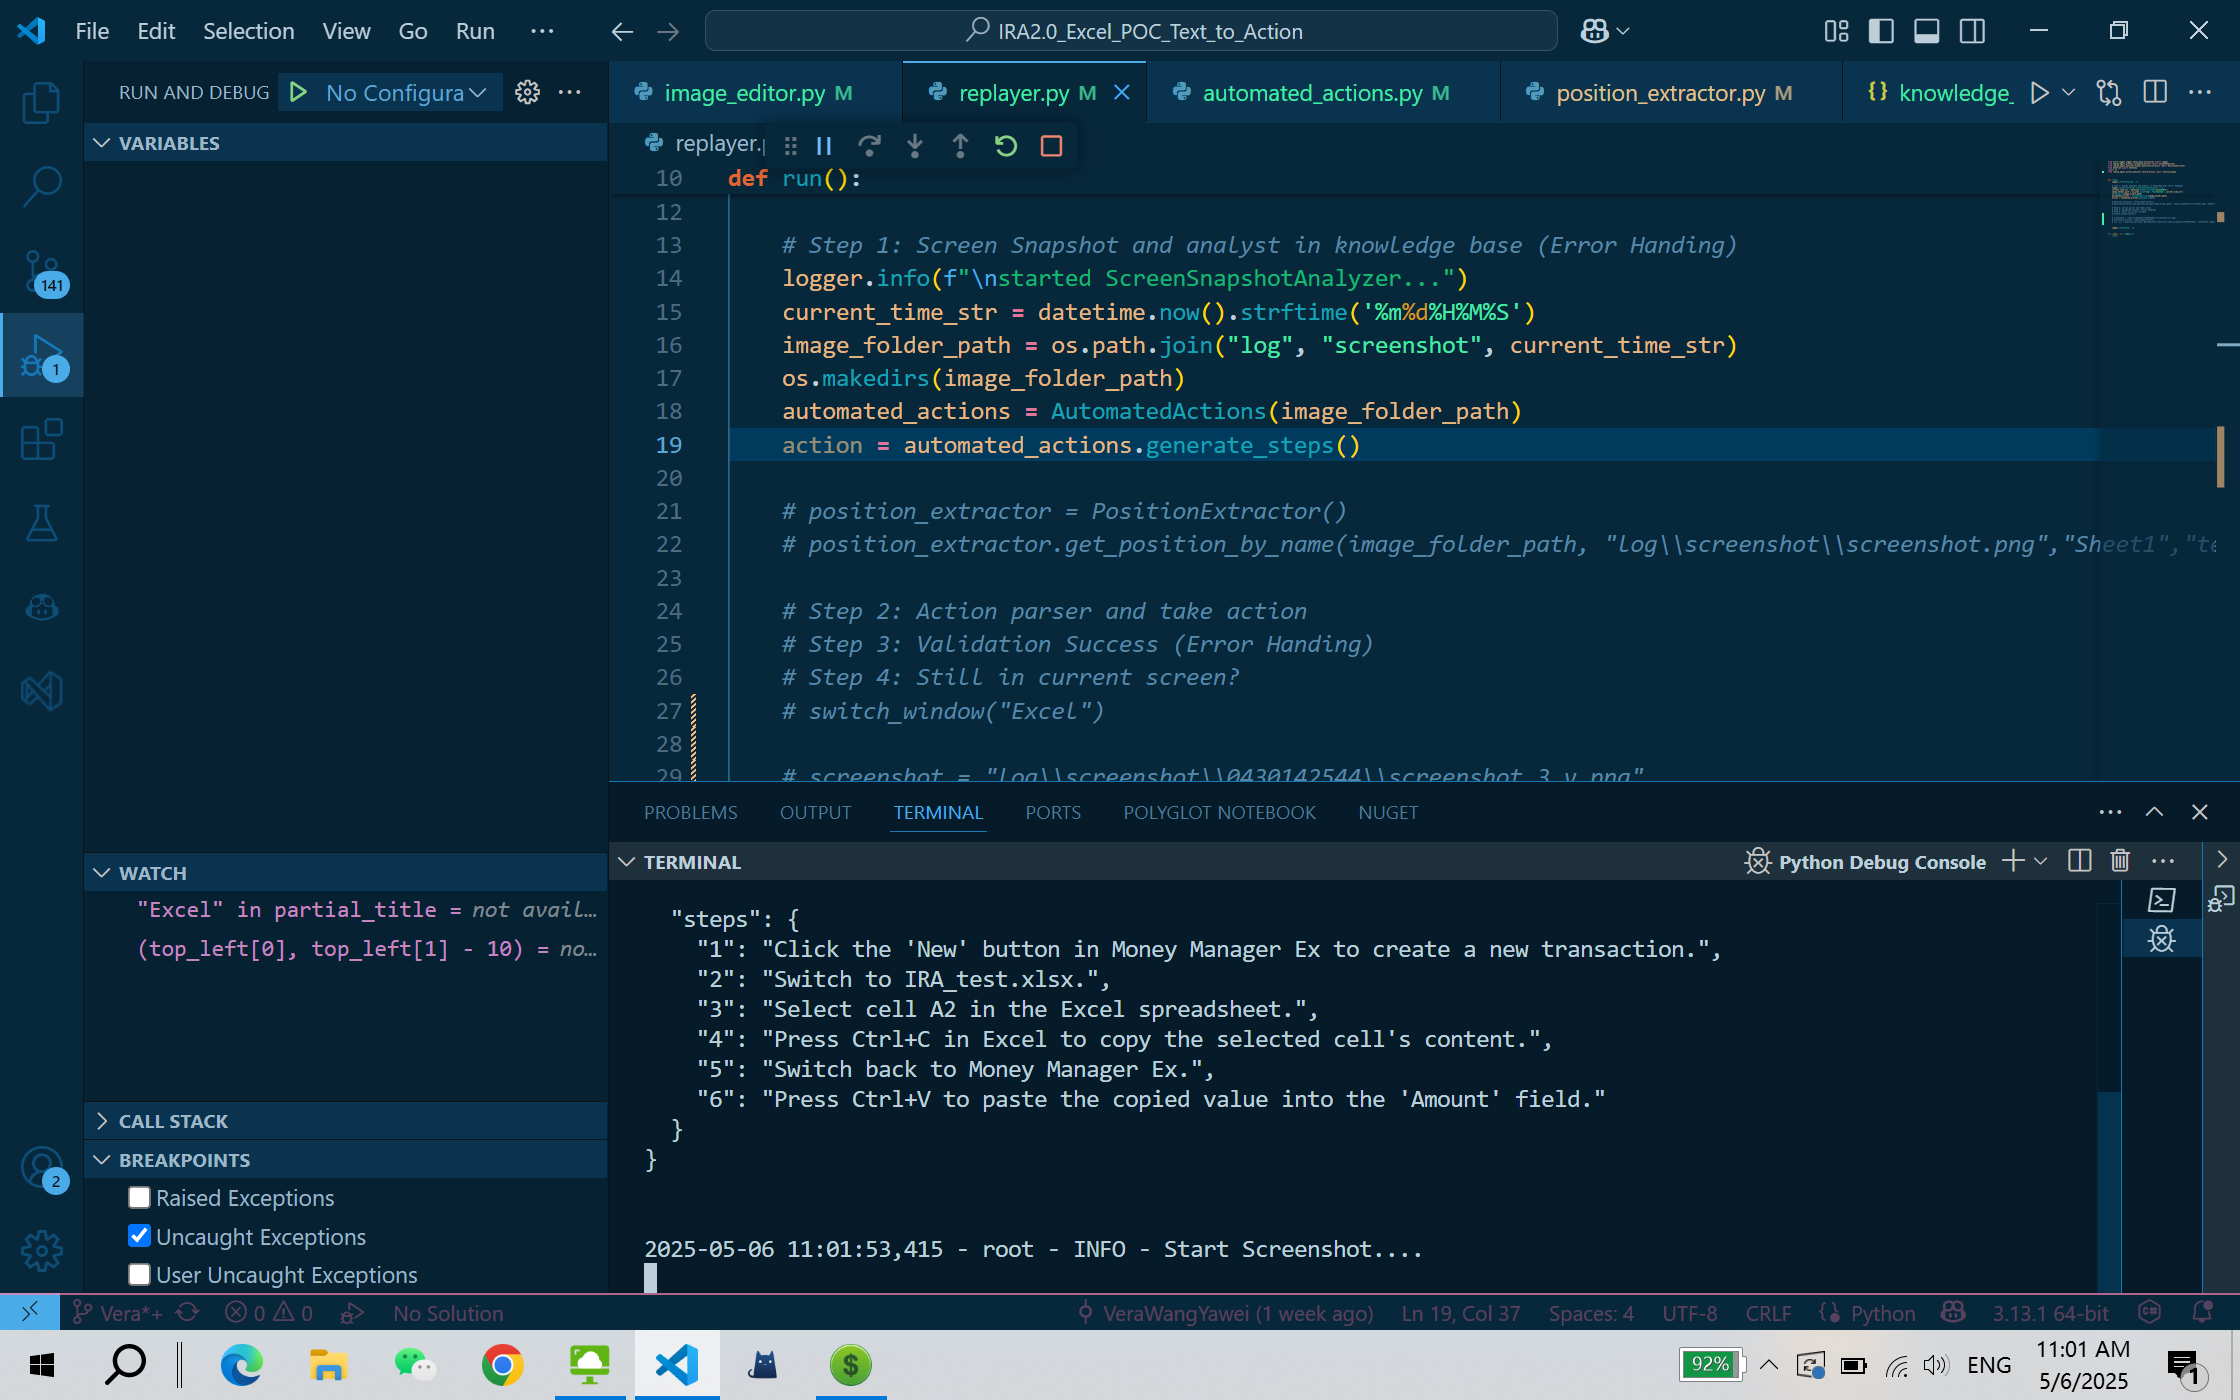 File Edit Selection View Go Run ...
IRA2.0_Excel_POC_Text_to_Action
RUN AND DEBUG No Configura
image_editor.py M
replayer.py M
automated_actions.py M
position_extractor.py M
{} knowledge_
VARIABLES
replayer.p
10 def run():
12
13 # Step 1: Screen Snapshot and analyst in knowledge base (Error Handing)
14 logger.info(f"\nstarted ScreenSnapshotAnalyzer...")
15 current_time_str = datetime.now().strftime('%m%d%H%M%S')
16 image_folder_path = os.path.join("log", "screenshot", current_time_str)
17 os.makedirs(image_folder_path)
18 automated_actions = AutomatedActions(image_folder_path)
19 action = automated_actions.generate_steps()
20
21 # position_extractor = PositionExtractor()
22 # position_extractor.get_position_by_name(image_folder_path, "log\\screenshot\\screenshot.png","Sheet1","te
23
24 # Step 2: Action parser and take action
25 # Step 3: Validation Success (Error Handing)
26 # Step 4: Still in current screen?
27 # switch_window("Excel")
28
29 # screenshot = "log\\screenshot\\0430142544\\screenshot_3_v.png"
141
1
2
WATCH
"Excel" in partial_title = not avail...
(top_left[0], top_left[1] - 10) = no...
CALL STACK
BREAKPOINTS
Raised Exceptions
Uncaught Exceptions
User Uncaught Exceptions
PROBLEMS OUTPUT TERMINAL PORTS POLYGLOT NOTEBOOK NUGET
TERMINAL
Python Debug Console
"steps": {
"1": "Click the 'New' button in Money Manager Ex to create a new transaction.",
"2": "Switch to IRA_test.xlsx.",
"3": "Select cell A2 in the Excel spreadsheet.",
"4": "Press Ctrl+C in Excel to copy the selected cell's content.",
"5": "Switch back to Money Manager Ex.",
"6": "Press Ctrl+V to paste the copied value into the 'Amount' field."
}
}
2025-05-06 11:01:53,415 - root - INFO - Start Screenshot....
Vera*+ 0 0 No Solution VeraWangYawei (1 week ago) Ln 19, Col 37 Spaces: 4 UTF-8 CRLF Python 3.13.1 64-bit
92% ENG
11:01 AM
5/6/2025
1